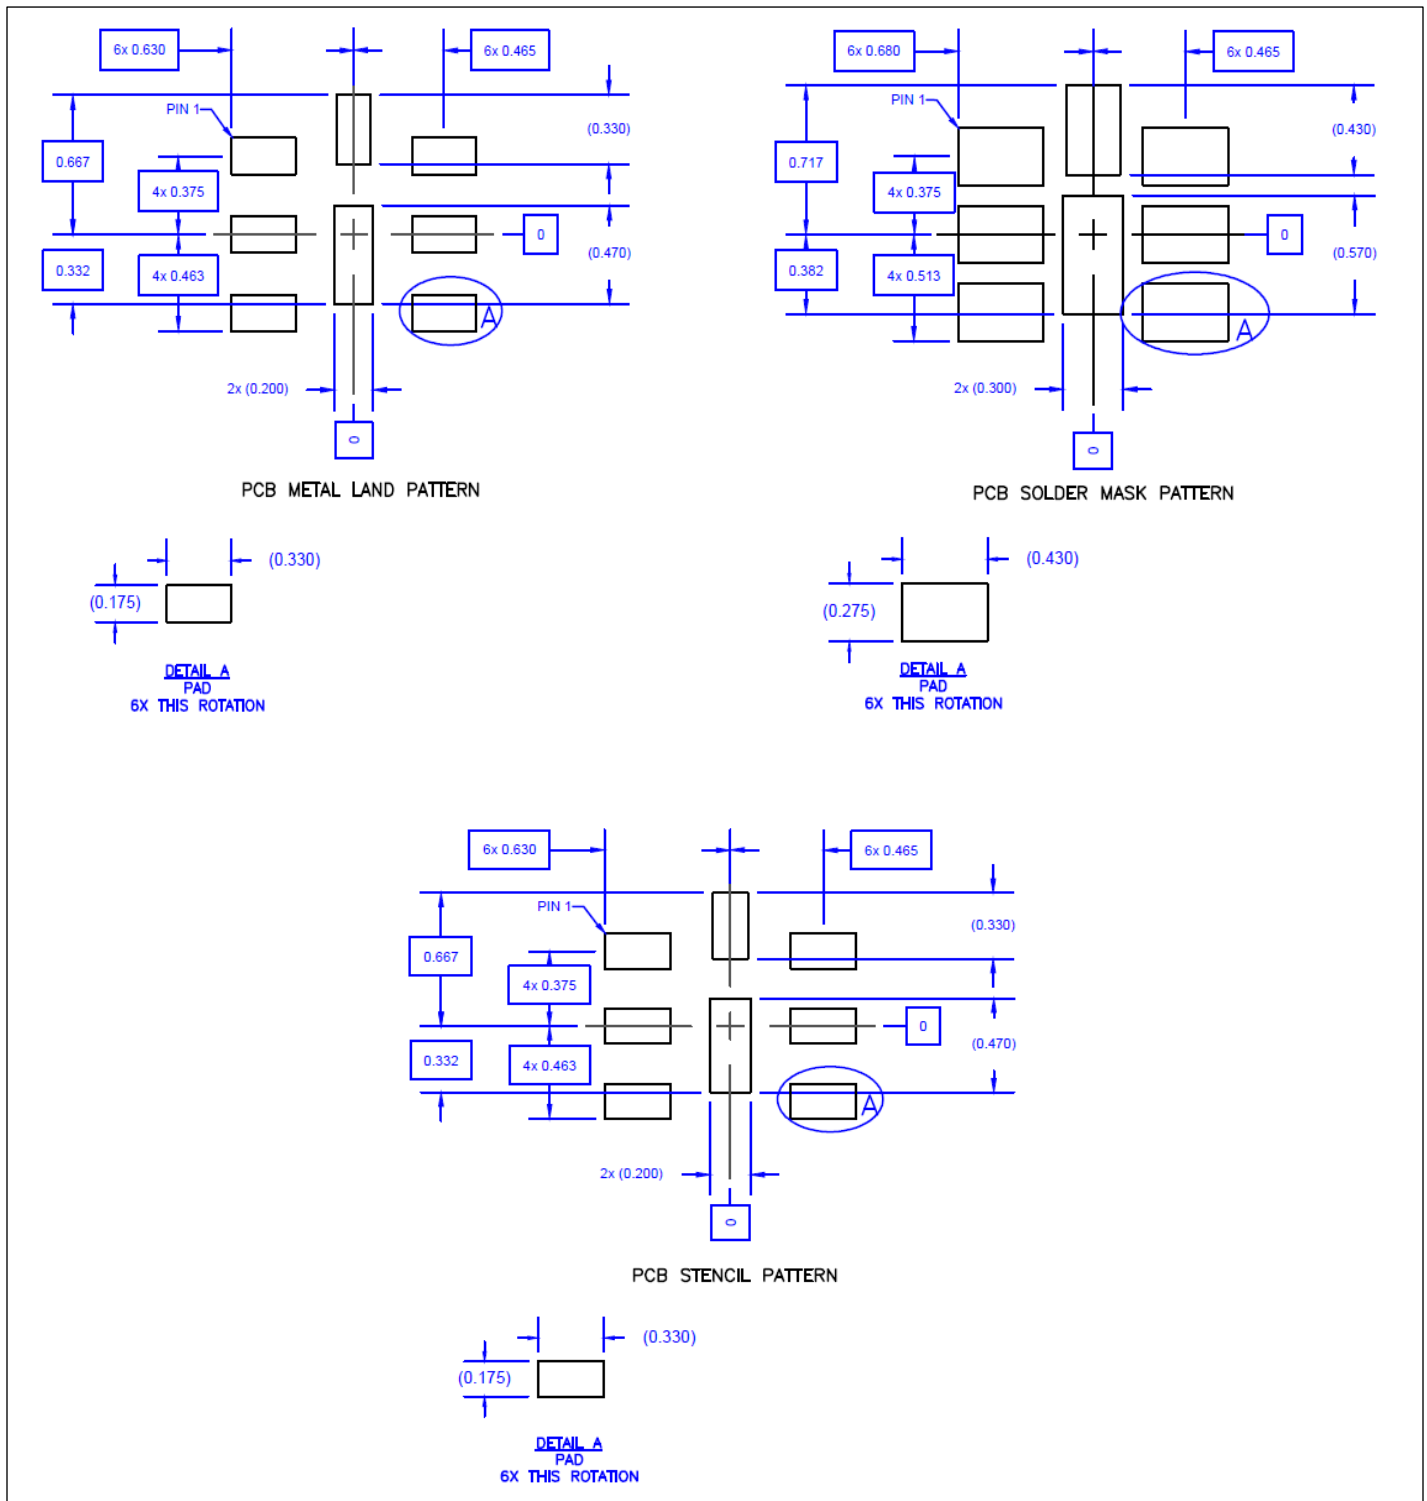 6x 0.630
6x 0.465
PIN 1
(0.330)
0.667
4x 0.375
0
(0.470)
0.332
4x 0.463
A
2x (0.200)
0
PCB METAL LAND PATTERN
(0.330)
(0.175)
DETAIL A
PAD
6X THIS ROTATION
6x 0.680
6x 0.465
PIN 1
(0.430)
0.717
4x 0.375
0
(0.570)
0.382
4x 0.513
A
2x (0.300)
0
PCB SOLDER MASK PATTERN
(0.430)
(0.275)
DETAIL A
PAD
6X THIS ROTATION
6x 0.630
6x 0.465
PIN 1
(0.330)
0.667
4x 0.375
0
(0.470)
0.332
4x 0.463
A
2x (0.200)
0
PCB STENCIL PATTERN
(0.330)
(0.175)
DETAIL A
PAD
6X THIS ROTATION